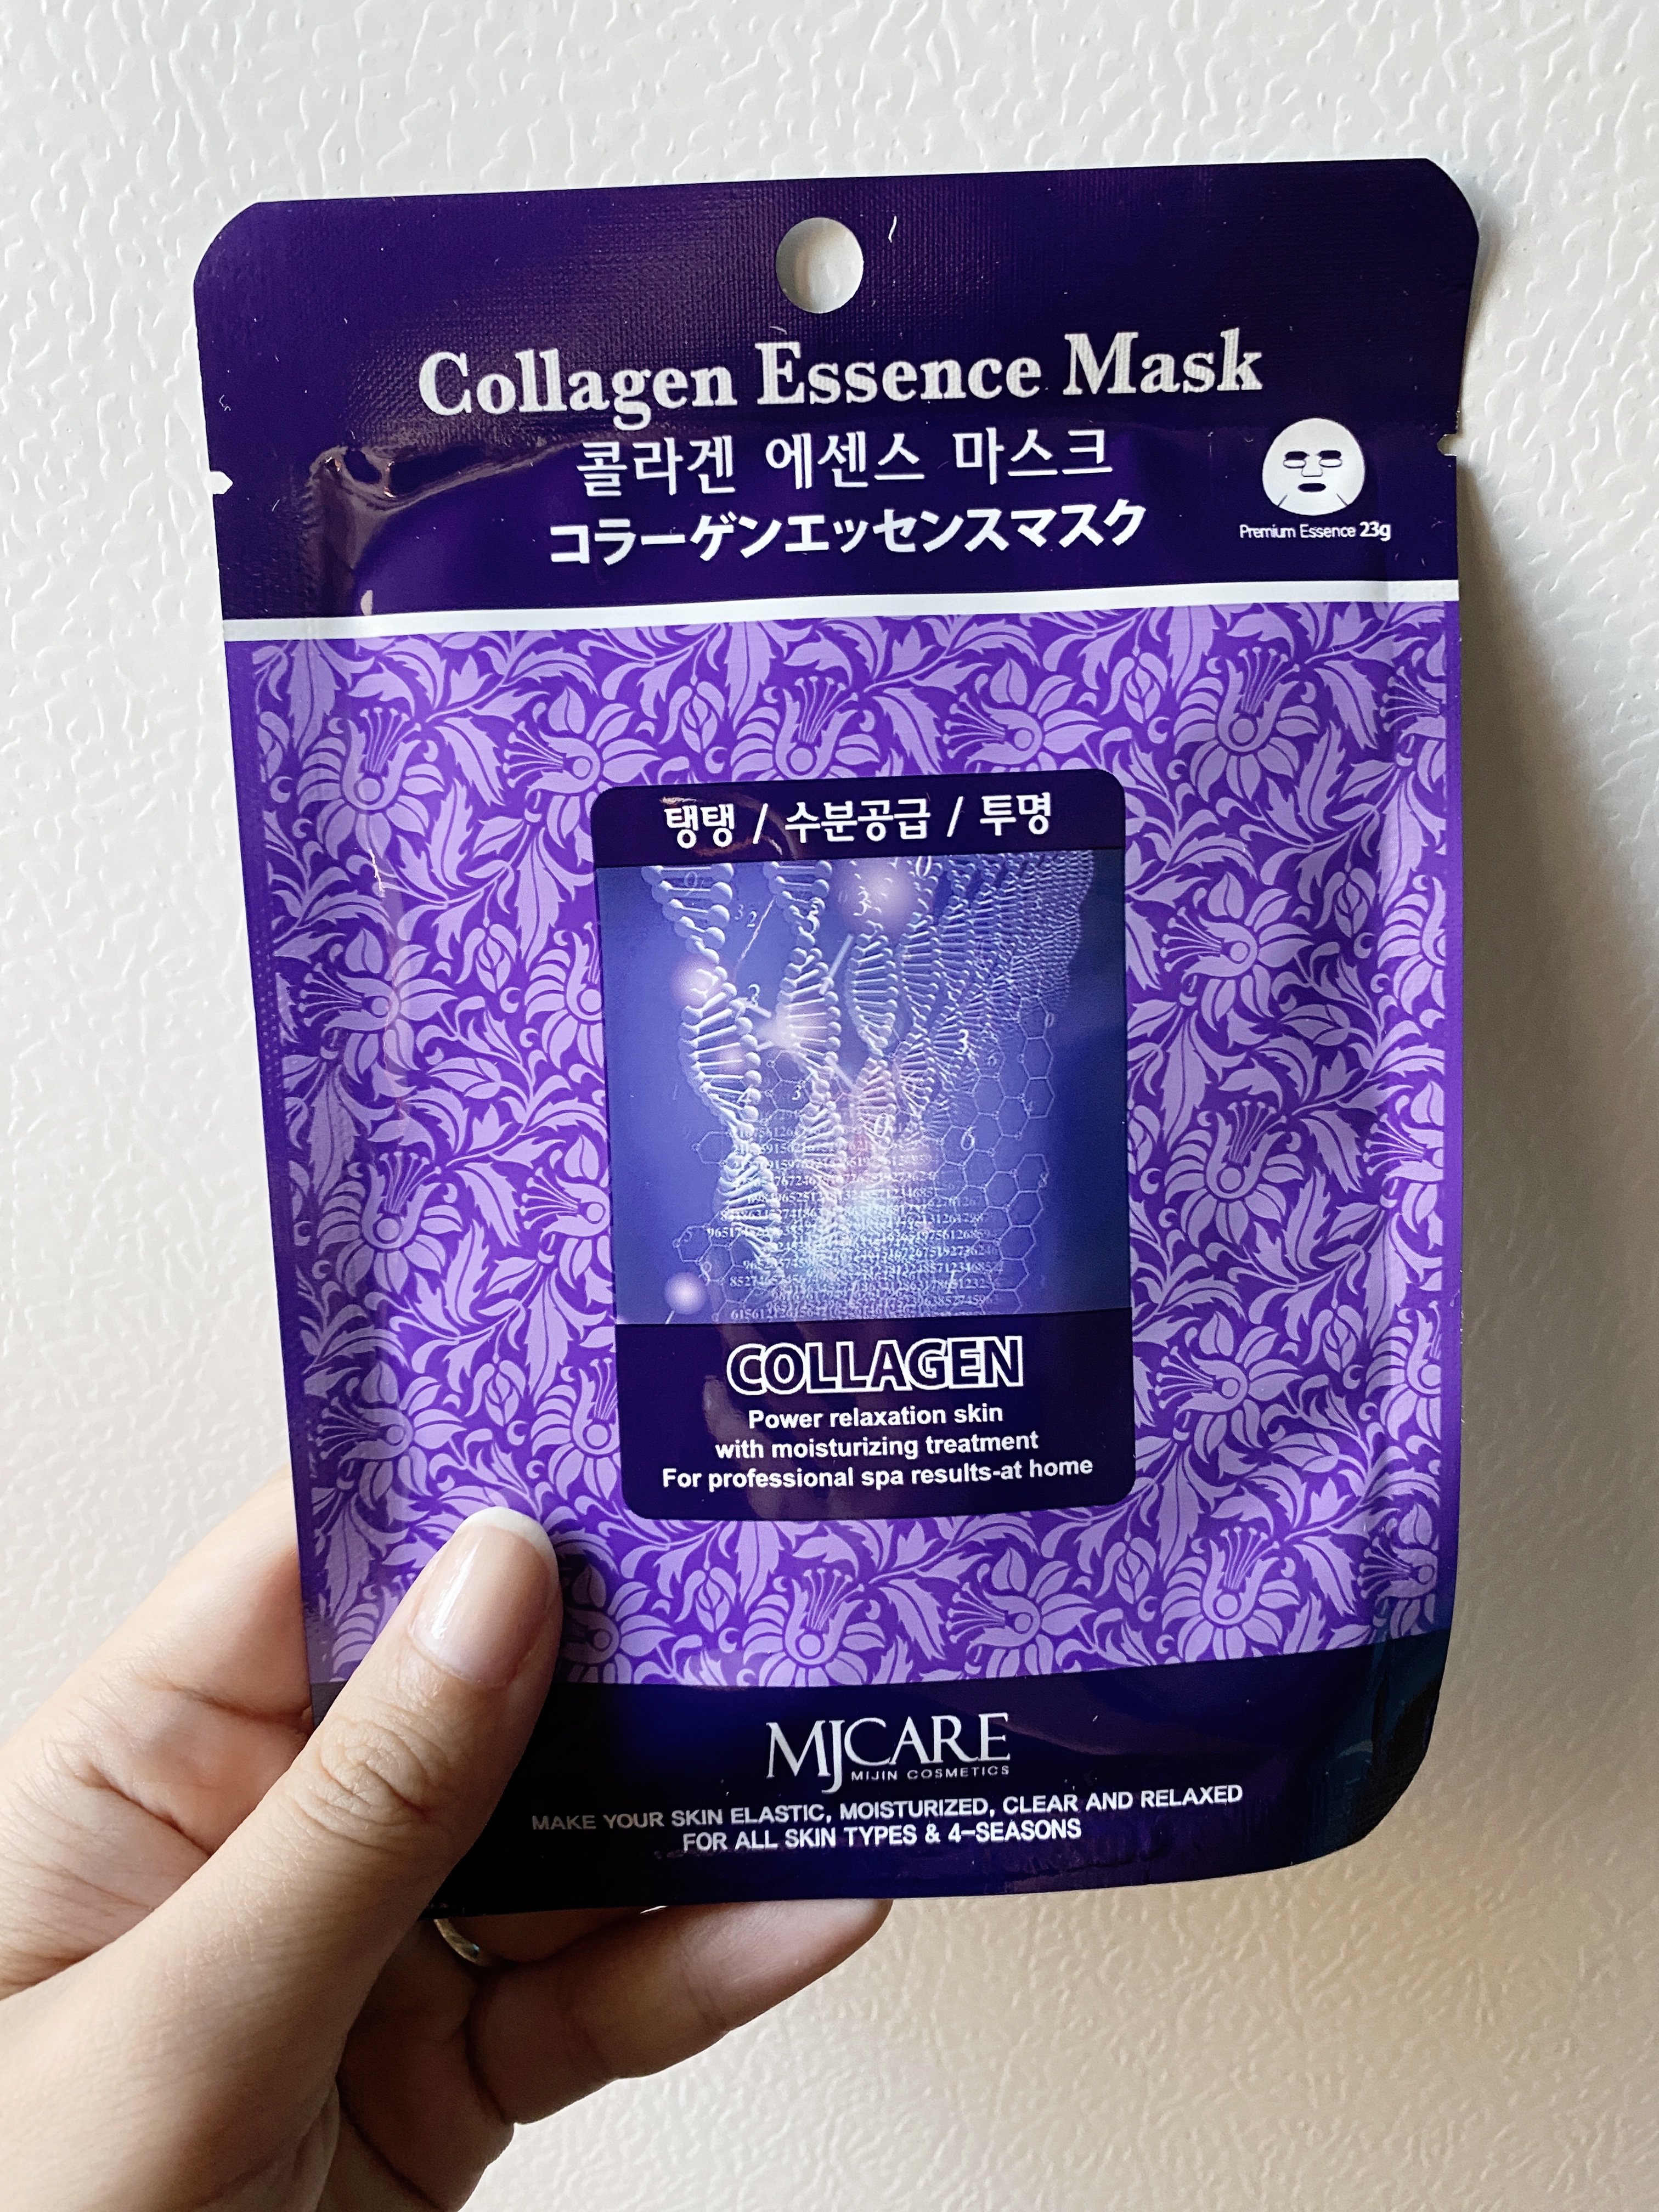 Collagen Essence Mask
콜라겐 에센스 마스크
コラーゲンエッセンスマスク
Premium Essence 23g
탱탱 / 수분공급 / 투명
COLLAGEN
Power relaxation skin
with moisturizing treatment
For professional spa results-at home
MJCARE
MIJIN COSMETICS
MAKE YOUR SKIN ELASTIC, MOISTURIZED, CLEAR AND RELAXED
FOR ALL SKIN TYPES & 4-SEASONS